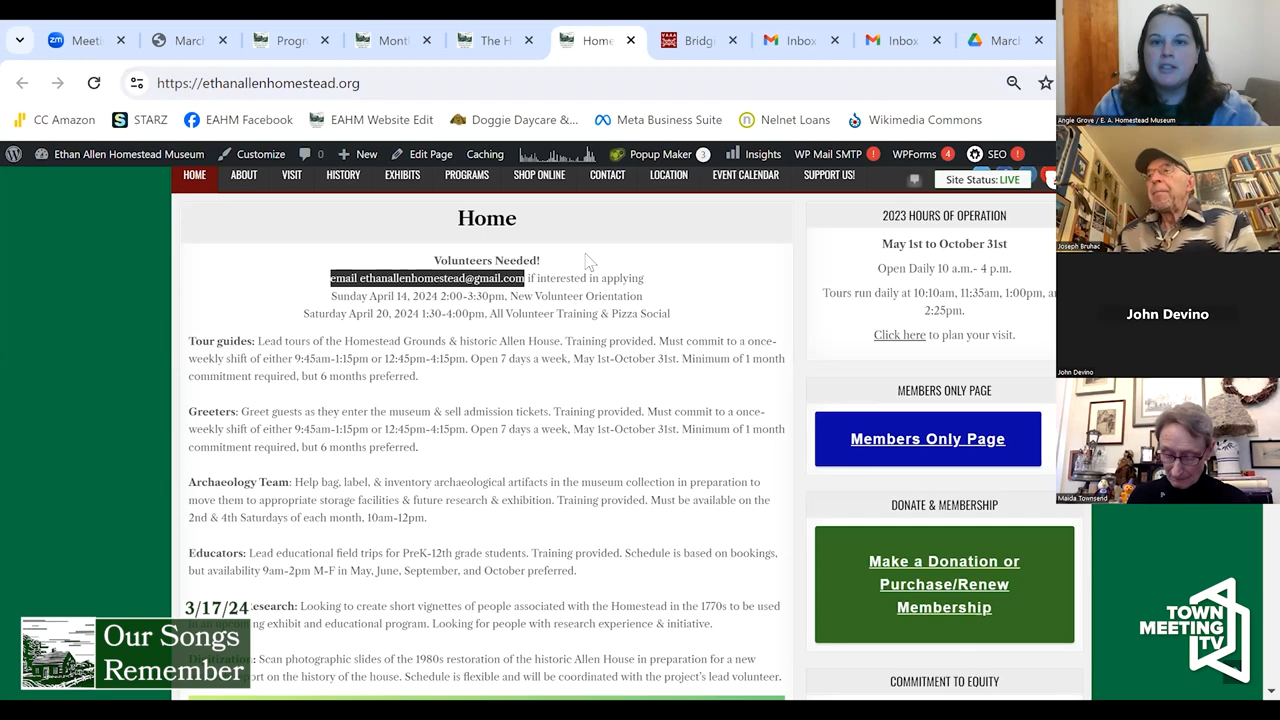 Meeti
March
Progr
Month
The H
Home
Bridgi
Inbox
Inbox
March
https://ethanallenhomestead.org
CC Amazon
STARZ
EAHM Facebook
EAHM Website Edit
Doggie Daycare &...
Meta Business Suite
Nelnet Loans
Wikimedia Commons
Ethan Allen Homestead Museum
Customize
0
New
Edit Page
Caching
Popup Maker 3
Insights
WP Mail SMTP !
WPForms 4
SEO !
HOME
ABOUT
VISIT
HISTORY
EXHIBITS
PROGRAMS
SHOP ONLINE
CONTACT
LOCATION
EVENT CALENDAR
SUPPORT US!
Site Status: LIVE
Home
Volunteers Needed!
email ethanallenhomestead@gmail.com if interested in applying
Sunday April 14, 2024 2:00-3:30pm, New Volunteer Orientation
Saturday April 20, 2024 1:30-4:00pm, All Volunteer Training & Pizza Social
Tour guides: Lead tours of the Homestead Grounds & historic Allen House. Training provided. Must commit to a once-
weekly shift of either 9:45am-1:15pm or 12:45pm-4:15pm. Open 7 days a week, May 1st-October 31st. Minimum of 1 month
commitment required, but 6 months preferred.
Greeters: Greet guests as they enter the museum & sell admission tickets. Training provided. Must commit to a once-
weekly shift of either 9:45am-1:15pm or 12:45pm-4:15pm. Open 7 days a week, May 1st-October 31st. Minimum of 1 month
commitment required, but 6 months preferred.
Archaeology Team: Help bag, label, & inventory archaeological artifacts in the museum collection in preparation to
move them to appropriate storage facilities & future research & exhibition. Training provided. Must be available on the
2nd & 4th Saturdays of each month, 10am-12pm.
Educators: Lead educational field trips for PreK-12th grade students. Training provided. Schedule is based on bookings,
but availability 9am-2pm M-F in May, June, September, and October preferred.
esearch: Looking to create short vignettes of people associated with the Homestead in the 1770s to be used
ng exhibit and educational program. Looking for people with research experience & initiative.
Scan photographic slides of the 1980s restoration of the historic Allen House in preparation for a new
port on the history of the house. Schedule is flexible and will be coordinated with the project's lead volunteer.
2023 HOURS OF OPERATION
May 1st to October 31st
Open Daily 10 a.m.- 4 p.m.
Tours run daily at 10:10am, 11:35am, 1:00pm,
2:25pm.
Click here to plan your visit.
MEMBERS ONLY PAGE
Members Only Page
DONATE & MEMBERSHIP
Make a Donation or
Purchase/Renew
Membership
COMMITMENT TO EQUITY
Angie Grove / E. A. Homestead Museum
Joseph Bruhac
John Devino
John Devino
Maida Townsend
3/17/24
Our Songs
Remember
TOWN
MEETING
TV